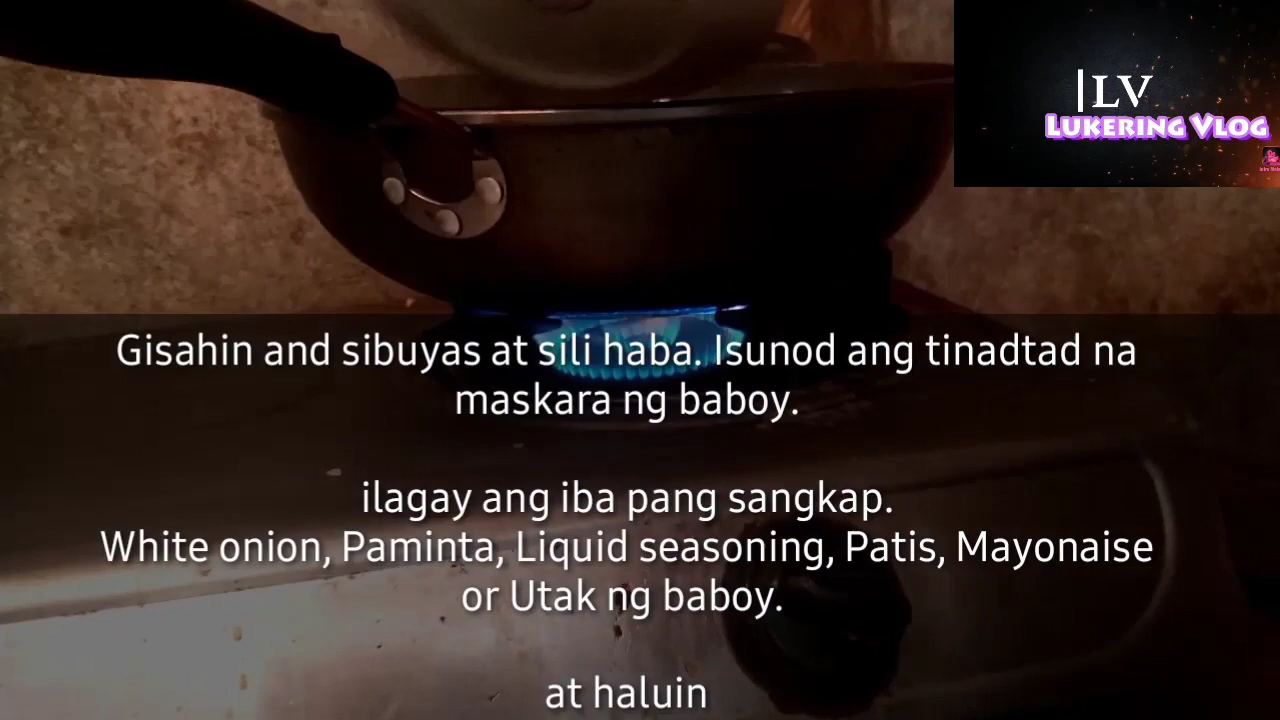 LV
LUKERING VLOG
Gisahin and sibuyas at sili haba. Isunod ang tinadtad na
maskara ng baboy.
ilagay ang iba pang sangkap.
White onion, Paminta, Liquid seasoning, Patis, Mayonaise
or Utak ng baboy.
at haluin